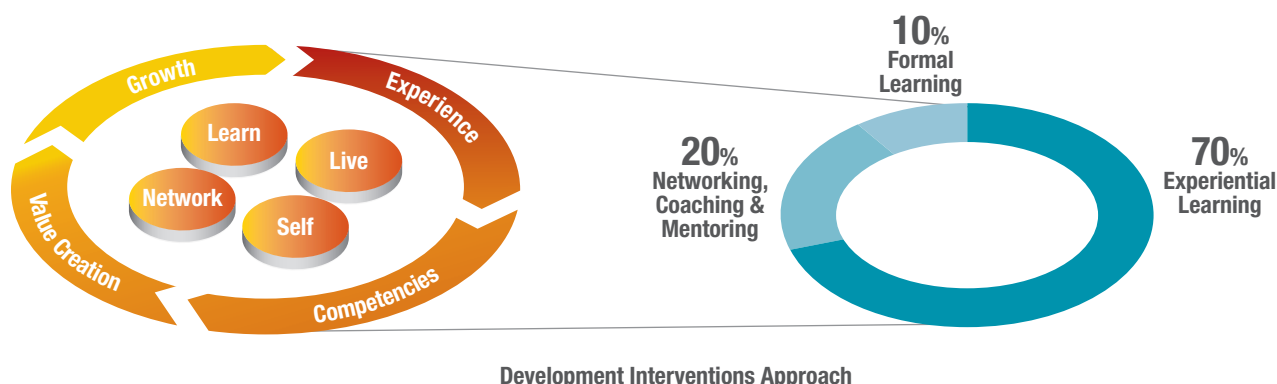 Growth
Experience
Learn
Live
Network
Self
Value Creation
Competencies
10%
Formal
Learning
20%
Networking,
Coaching &
Mentoring
70%
Experiential
Learning
Development Interventions Approach